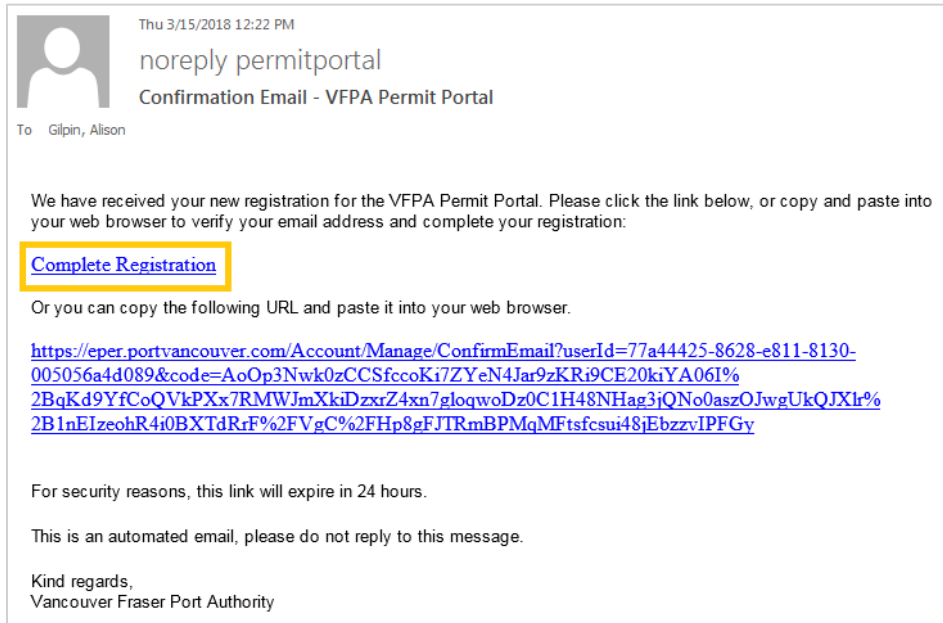 Thu 3/15/2018 12:22 PM
noreply permitportal
Confirmation Email - VFPA Permit Portal
To Gilpin, Alison
We have received your new registration for the VFPA Permit Portal. Please click the link below, or copy and paste into
your web browser to verify your email address and complete your registration:
Complete Registration
Or you can copy the following URL and paste it into your web browser.
https://eper.portvancouver.com/Account/Manage/ConfirmEmail?userId=77a44425-8628-e811-8130-
005056a4d089&code=AoOp3Nwk0zCCSfccoKi7ZYeN4Jar9zKRi9CE20kiYA06I%
2BqKd9YfCoQVkPXx7RMWJmXkiDzxrZ4xn7gloqwoDz0C1H48NHag3jQNo0aszOJwgUkQJXlr%
2B1nEIzeohR4i0BXTdRrF%2FVgC%2FHp8gFJTRmBPMqMFtsfcsui48jEbzzvIPFGy
For security reasons, this link will expire in 24 hours.
This is an automated email, please do not reply to this message.
Kind regards,
Vancouver Fraser Port Authority